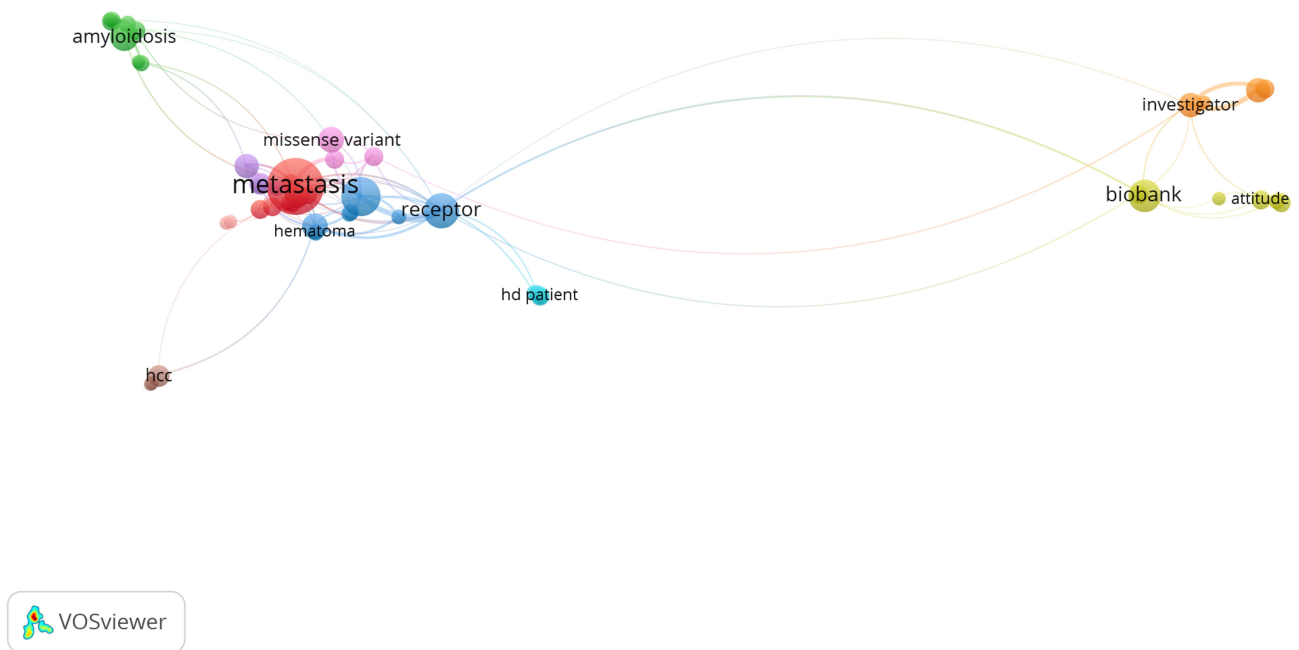 amyloidosis
investigator
missense variant
metastasis
biobank
attitude
receptor
hematoma
hd patient
hcc
VOSviewer